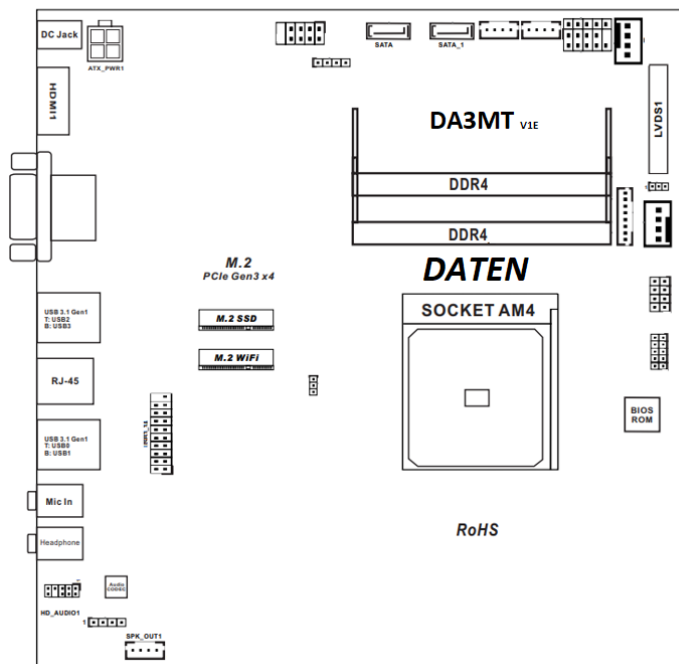 DC Jack
ATX_PWR1
SATA
SATA_1
HDMI1
LVDS1
DA3MT V1E
DDR4
DDR4
M.2
PCIe Gen3 x4
DATEN
SOCKET AM4
M.2 SSD
M.2 WiFi
USB 3.1 Gen1
T: USB2
B: USB3
RJ-45
USB 3.1 Gen1
T: USB0
B: USB1
BIOS
ROM
Mic In
Headphone
RoHS
Audio
CODEC
HD_AUDIO1
1
SPK_OUT1